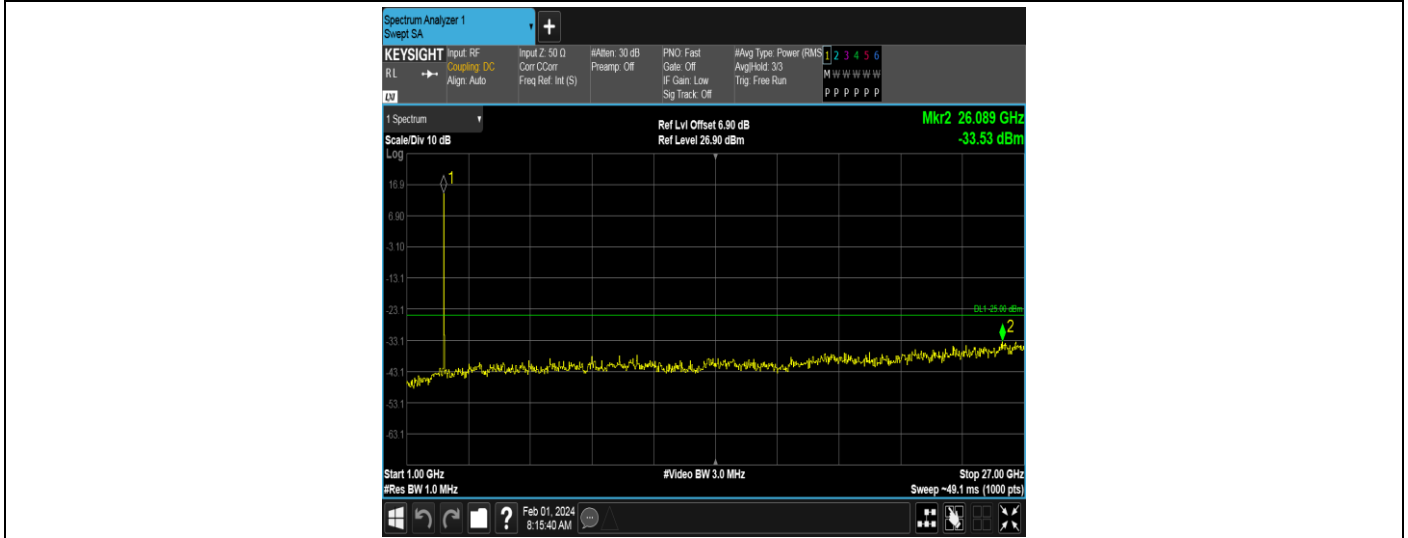 Spectrum Analyzer 1
Swept SA
+
KEYSIGHT Input: RF Input Z: 50 Ω #Atten: 30 dB PNO: Fast #Avg Type: Power (RMS 1 2 3 4 5 6
RL Coupling: DC Corr CCorr Preamp: Off Gate: Off Avg|Hold: 3/3 M W W W W W
Align: Auto Freq Ref: Int (S) IF Gain: Low Trig: Free Run
LXI Sig Track: Off P P P P P P
1 Spectrum Ref Lvl Offset 6.90 dB Mkr2 26.089 GHz
Scale/Div 10 dB Ref Level 26.90 dBm -33.53 dBm
Log
1
16.9
6.90
-3.10
-13.1
-23.1
DL1 -25.00 dBm
2
-33.1
-43.1
-53.1
-63.1
Start 1.00 GHz #Video BW 3.0 MHz Stop 27.00 GHz
#Res BW 1.0 MHz Sweep ~49.1 ms (1000 pts)
? Feb 01, 2024
8:15:40 AM